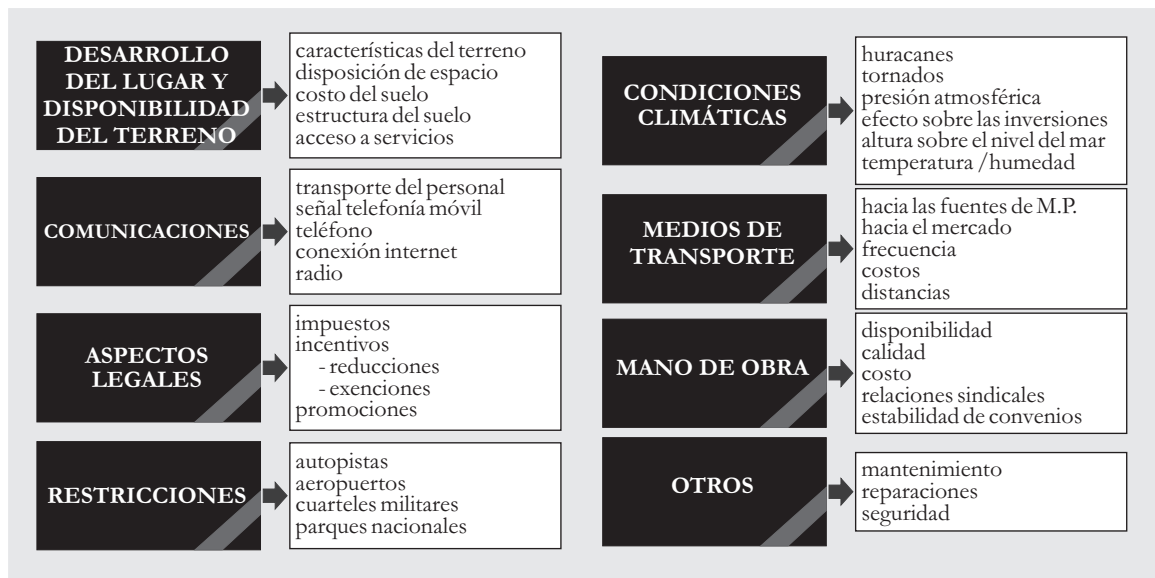 DESARROLLO
DEL LUGAR Y
DISPONIBILIDAD
DEL TERRENO
características del terreno
disposición de espacio
costo del suelo
estructura del suelo
acceso a servicios
COMUNICACIONES
transporte del personal
señal telefonía móvil
teléfono
conexión internet
radio
ASPECTOS
LEGALES
impuestos
incentivos
- reducciones
- exenciones
promociones
RESTRICCIONES
autopistas
aeropuertos
cuarteles militares
parques nacionales
CONDICIONES
CLIMÁTICAS
huracanes
tornados
presión atmosférica
efecto sobre las inversiones
altura sobre el nivel del mar
temperatura /humedad
MEDIOS DE
TRANSPORTE
hacia las fuentes de M.P.
hacia el mercado
frecuencia
costos
distancias
MANO DE OBRA
disponibilidad
calidad
costo
relaciones sindicales
estabilidad de convenios
OTROS
mantenimiento
reparaciones
seguridad